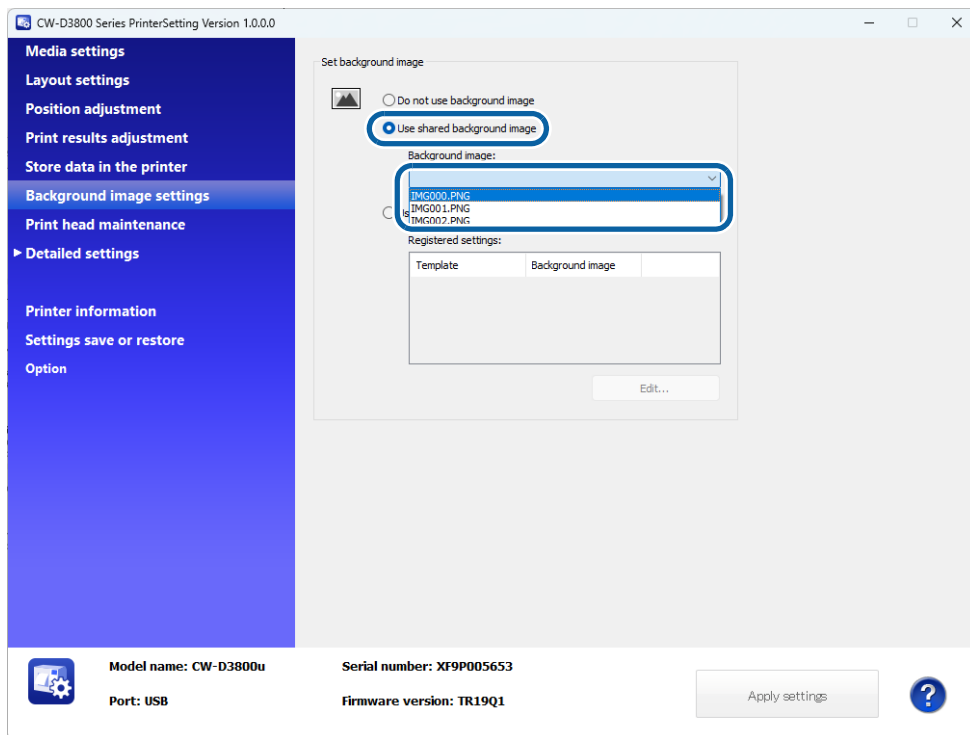 CW-D3800 Series PrinterSetting Version 1.0.0.0
Media settings
Layout settings
Position adjustment
Print results adjustment
Store data in the printer
Background image settings
Print head maintenance
Detailed settings
Printer information
Settings save or restore
Option
Set background image
Do not use background image
Use shared background image
Background image:
IMG000.PNG
IMG001.PNG
IMG002.PNG
Registered settings:
Template Background image
Edit...
Model name: CW-D3800u
Serial number: XF9P005653
Port: USB
Firmware version: TR19Q1
Apply settings
?